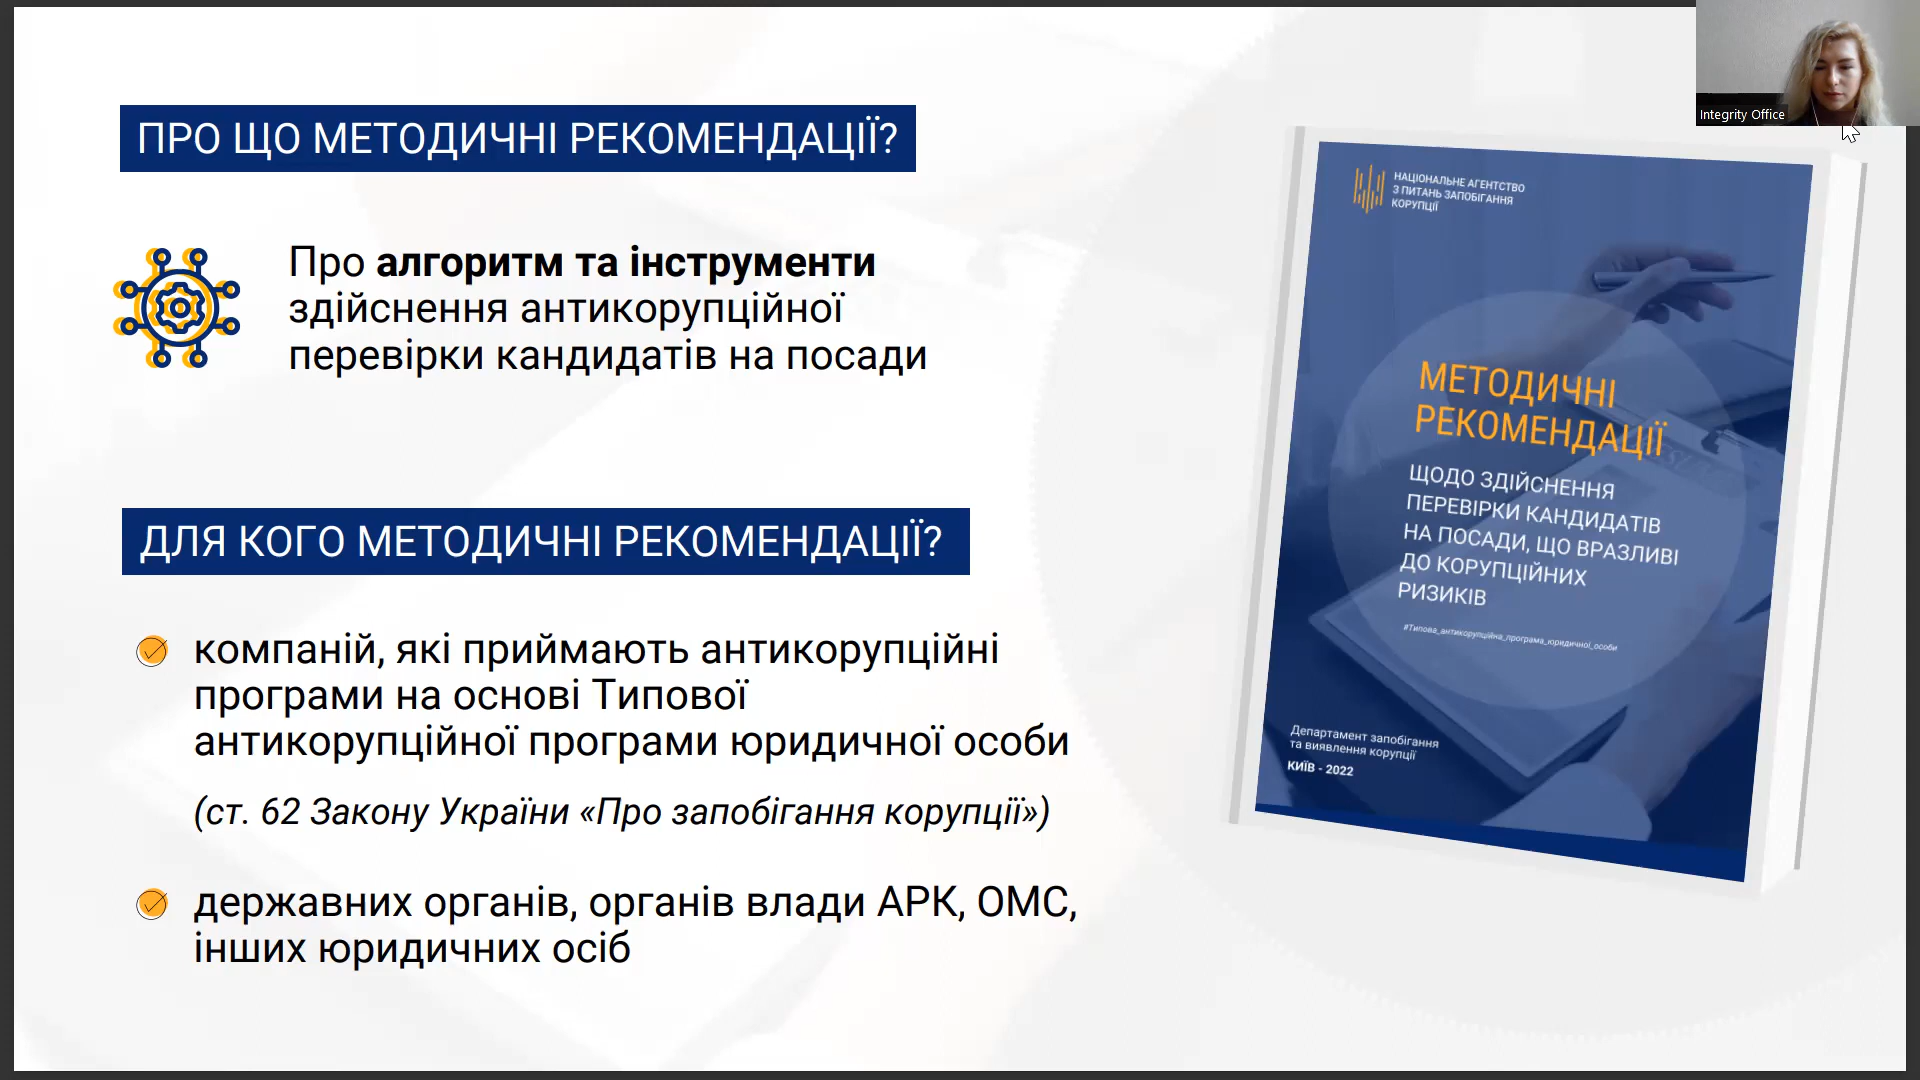 ПРО ЩО МЕТОДИЧНІ РЕКОМЕНДАЦІЇ?
Про алгоритм та інструменти
здійснення антикорупційної
перевірки кандидатів на посади
ДЛЯ КОГО МЕТОДИЧНІ РЕКОМЕНДАЦІЇ?
компаній, які приймають антикорупційні
програми на основі Типової
антикорупційної програми юридичної особи
(ст. 62 Закону України «Про запобігання корупції»)
державних органів, органів влади АРК, ОМС,
інших юридичних осіб
Integrity Office
НАЦІОНАЛЬНЕ АГЕНТСТВО
З ПИТАНЬ ЗАПОБІГАННЯ
КОРУПЦІЇ
МЕТОДИЧНІ
РЕКОМЕНДАЦІЇ
ЩОДО ЗДІЙСНЕННЯ
ПЕРЕВІРКИ КАНДИДАТІВ
НА ПОСАДИ, ЩО ВРАЗЛИВІ
ДО КОРУПЦІЙНИХ
РИЗИКІВ
#Типова_антикорупційна_програма_юридичної_особи
Департамент запобігання
та виявлення корупції
КИЇВ - 2022